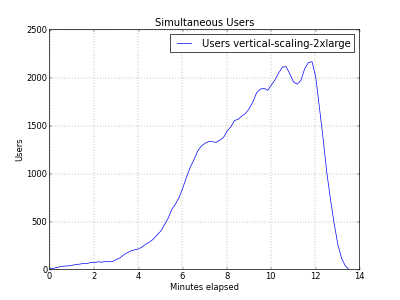 Simultaneous Users
Users vertical-scaling-2xlarge
2500
2000
1500
1000
500
0
Users
0 2 4 6 8 10 12 14
Minutes elapsed